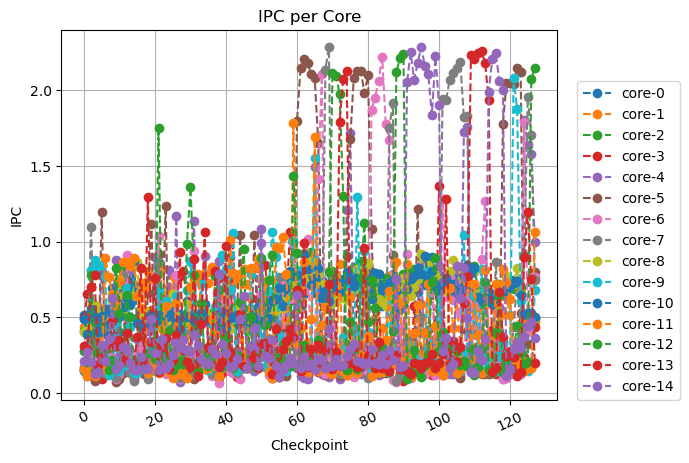 IPC per Core
IPC
2.0
1.5
1.0
0.5
0.0
0
20
40
60
80
100
120
Checkpoint
core-0
core-1
core-2
core-3
core-4
core-5
core-6
core-7
core-8
core-9
core-10
core-11
core-12
core-13
core-14